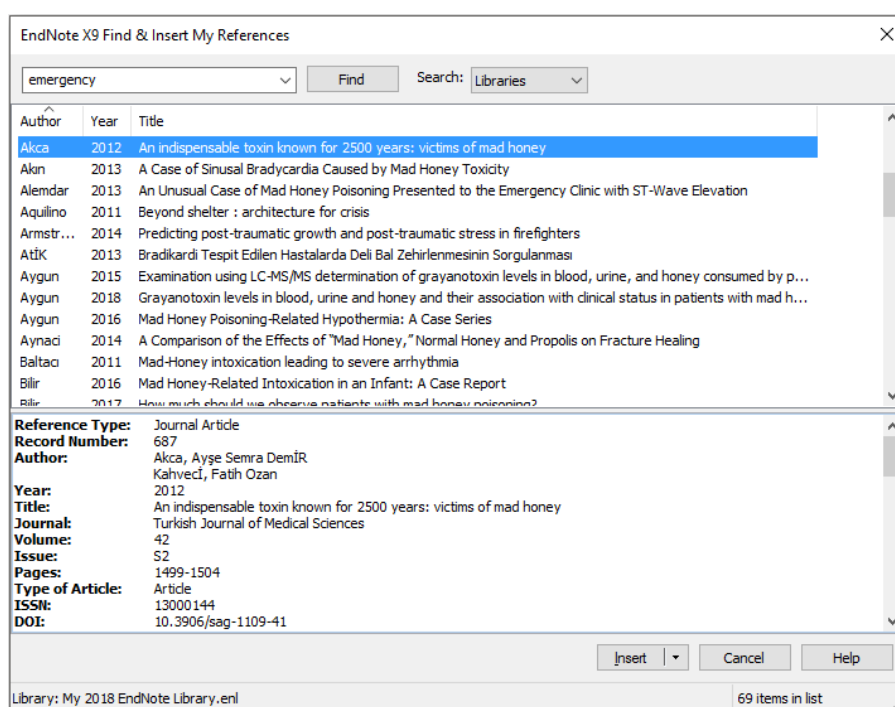 EndNote X9 Find & Insert My References
emergency Find Search: Libraries
Author Year Title
Akca 2012 An indispensable toxin known for 2500 years: victims of mad honey
Akın 2013 A Case of Sinusal Bradycardia Caused by Mad Honey Toxicity
Alemdar 2013 An Unusual Case of Mad Honey Poisoning Presented to the Emergency Clinic with ST-Wave Elevation
Aquilino 2011 Beyond shelter : architecture for crisis
Armstr... 2014 Predicting post-traumatic growth and post-traumatic stress in firefighters
AtİK 2013 Bradikardi Tespit Edilen Hastalarda Deli Bal Zehirlenmesinin Sorgulanması
Aygun 2015 Examination using LC-MS/MS determination of grayanotoxin levels in blood, urine, and honey consumed by p...
Aygun 2018 Grayanotoxin levels in blood, urine and honey and their association with clinical status in patients with mad h...
Aygun 2016 Mad Honey Poisoning-Related Hypothermia: A Case Series
Aynaci 2014 A Comparison of the Effects of "Mad Honey," Normal Honey and Propolis on Fracture Healing
Baltacı 2011 Mad-Honey intoxication leading to severe arrhythmia
Bilir 2016 Mad Honey-Related Intoxication in an Infant: A Case Report
Bilir 2017 How much should we observe patients with mad honey poisoning?
Reference Type: Journal Article
Record Number: 687
Author: Akca, Ayşe Semra DemİR
Kahvecİ, Fatih Ozan
Year: 2012
Title: An indispensable toxin known for 2500 years: victims of mad honey
Journal: Turkish Journal of Medical Sciences
Volume: 42
Issue: S2
Pages: 1499-1504
Type of Article: Article
ISSN: 13000144
DOI: 10.3906/sag-1109-41
Insert Cancel Help
Library: My 2018 EndNote Library.enl 69 items in list